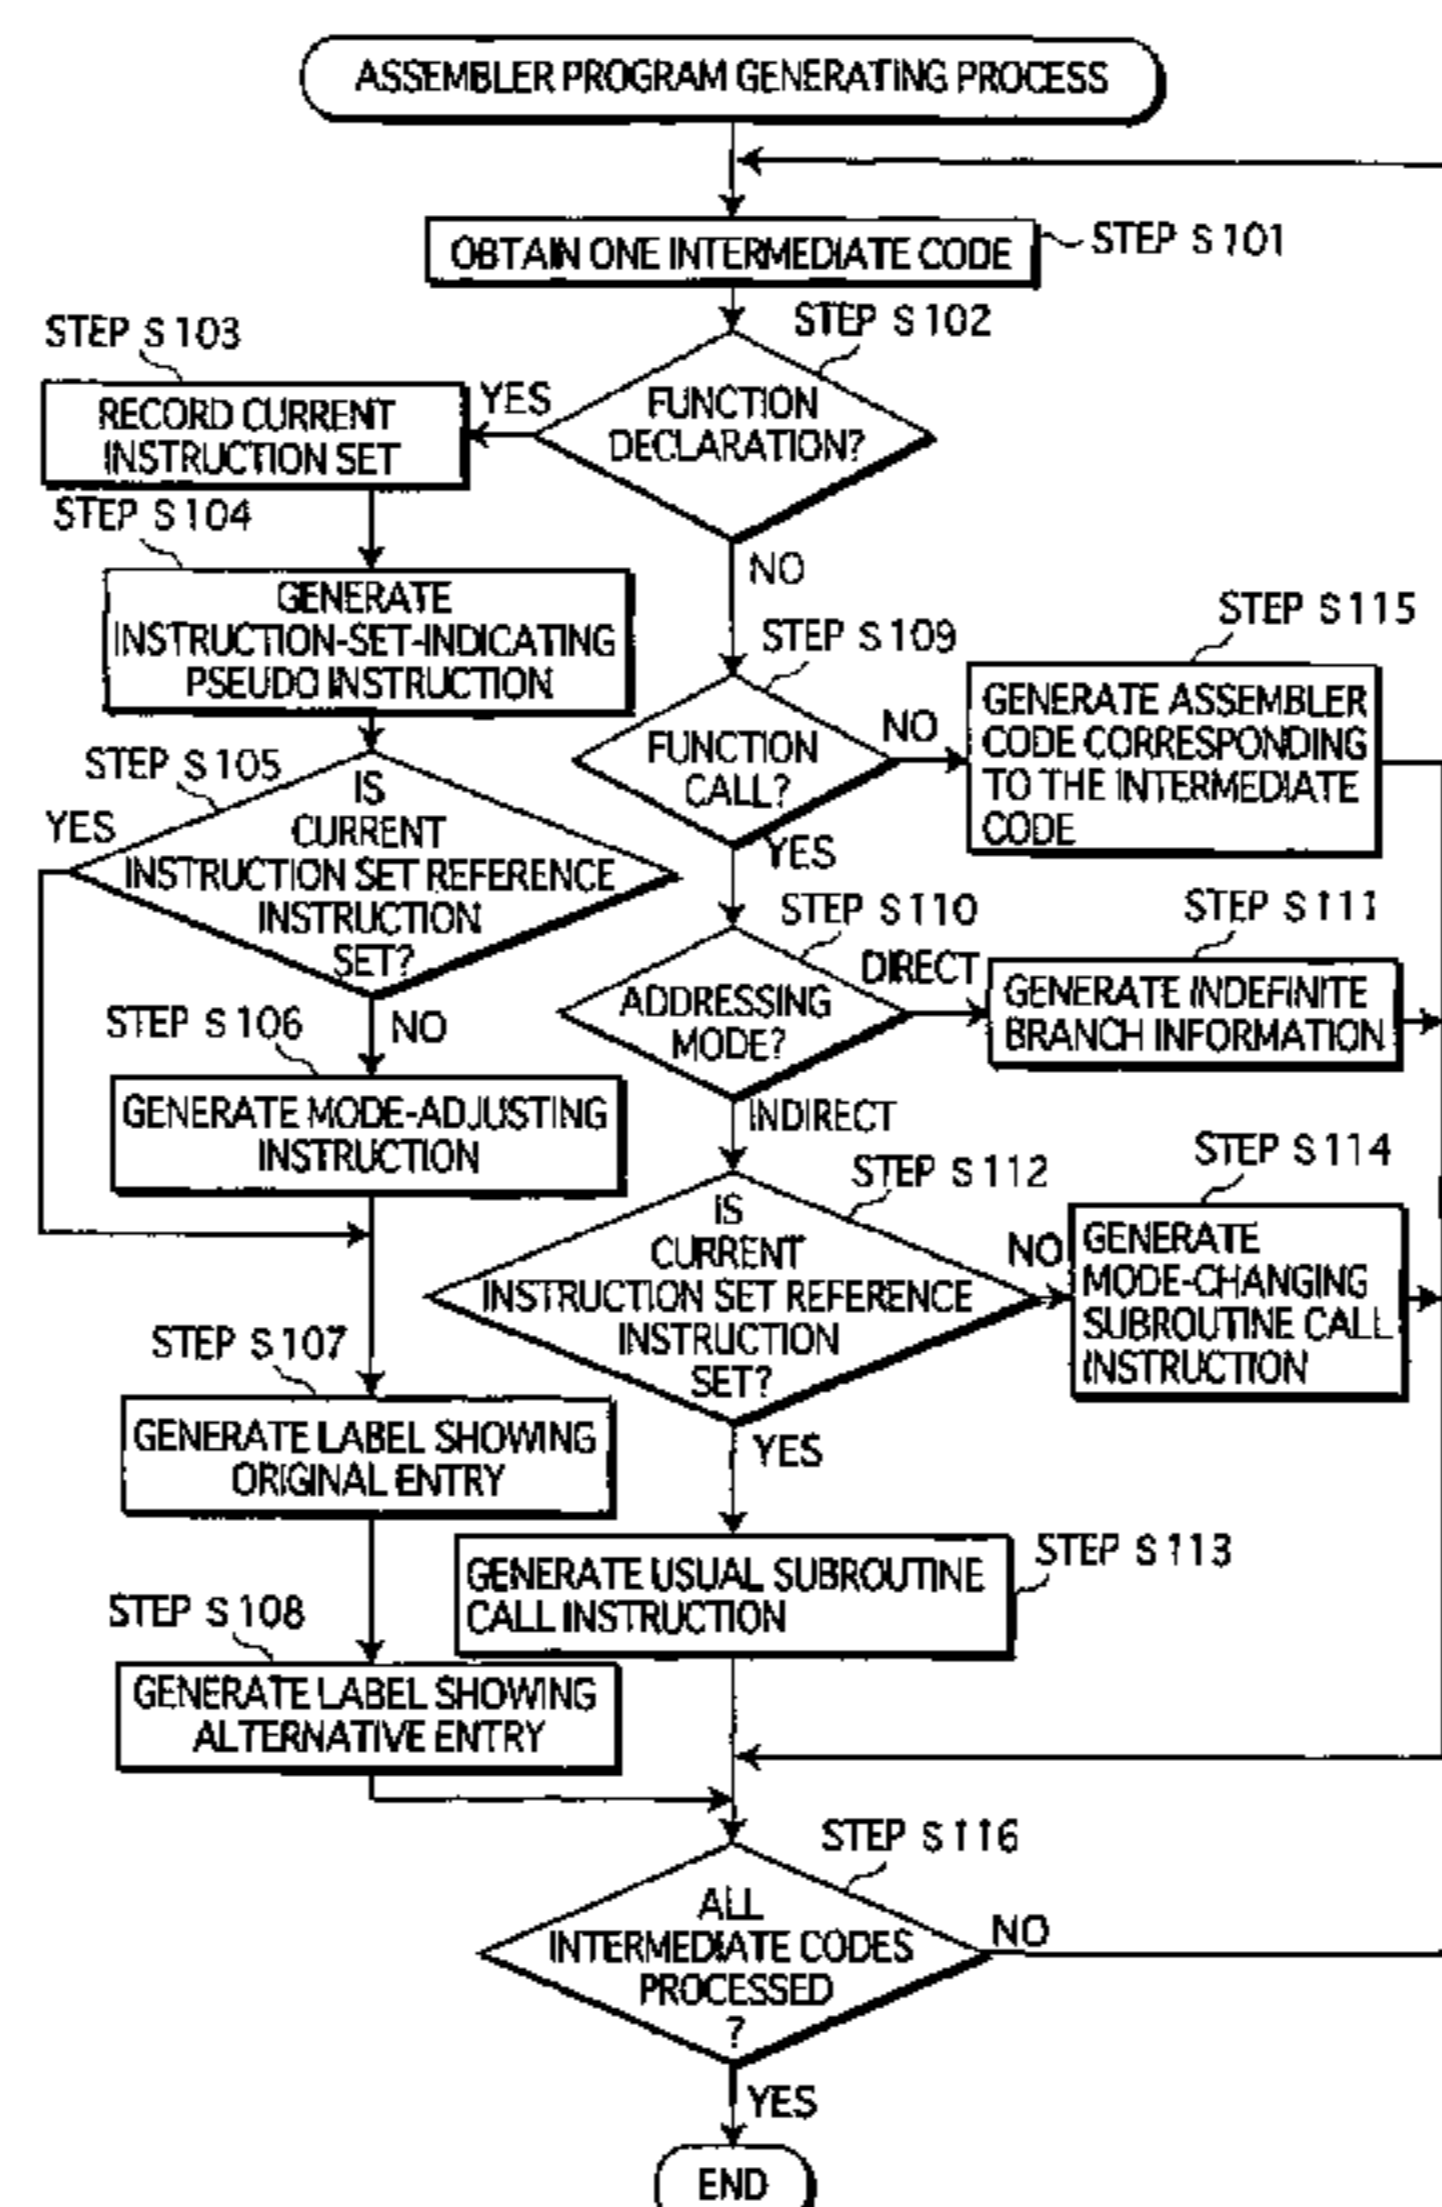 ASSEMBLER PROGRAM GENERATING PROCESS
OBTAIN ONE INTERMEDIATE CODE
STEP S101
STEP S102
FUNCTION
DECLARATION?
YES
NO
STEP S103
RECORD CURRENT
INSTRUCTION SET
STEP S104
GENERATE
INSTRUCTION-SET-INDICATING
PSEUDO INSTRUCTION
STEP S105
IS
CURRENT
INSTRUCTION SET REFERENCE
INSTRUCTION
SET?
YES
NO
STEP S106
GENERATE MODE-ADJUSTING
INSTRUCTION
STEP S107
GENERATE LABEL SHOWING
ORIGINAL ENTRY
STEP S108
GENERATE LABEL SHOWING
ALTERNATIVE ENTRY
STEP S109
FUNCTION
CALL?
NO
YES
STEP S115
GENERATE ASSEMBLER
CODE CORRESPONDING
TO THE INTERMEDIATE
CODE
STEP S110
ADDRESSING
MODE?
DIRECT
INDIRECT
STEP S111
GENERATE INDEFINITE
BRANCH INFORMATION
STEP S112
IS
CURRENT
INSTRUCTION SET REFERENCE
INSTRUCTION
SET?
NO
YES
STEP S114
GENERATE
MODE-CHANGING
SUBROUTINE CALL
INSTRUCTION
STEP S113
GENERATE USUAL SUBROUTINE
CALL INSTRUCTION
STEP S116
ALL
INTERMEDIATE CODES
PROCESSED
?
NO
YES
END